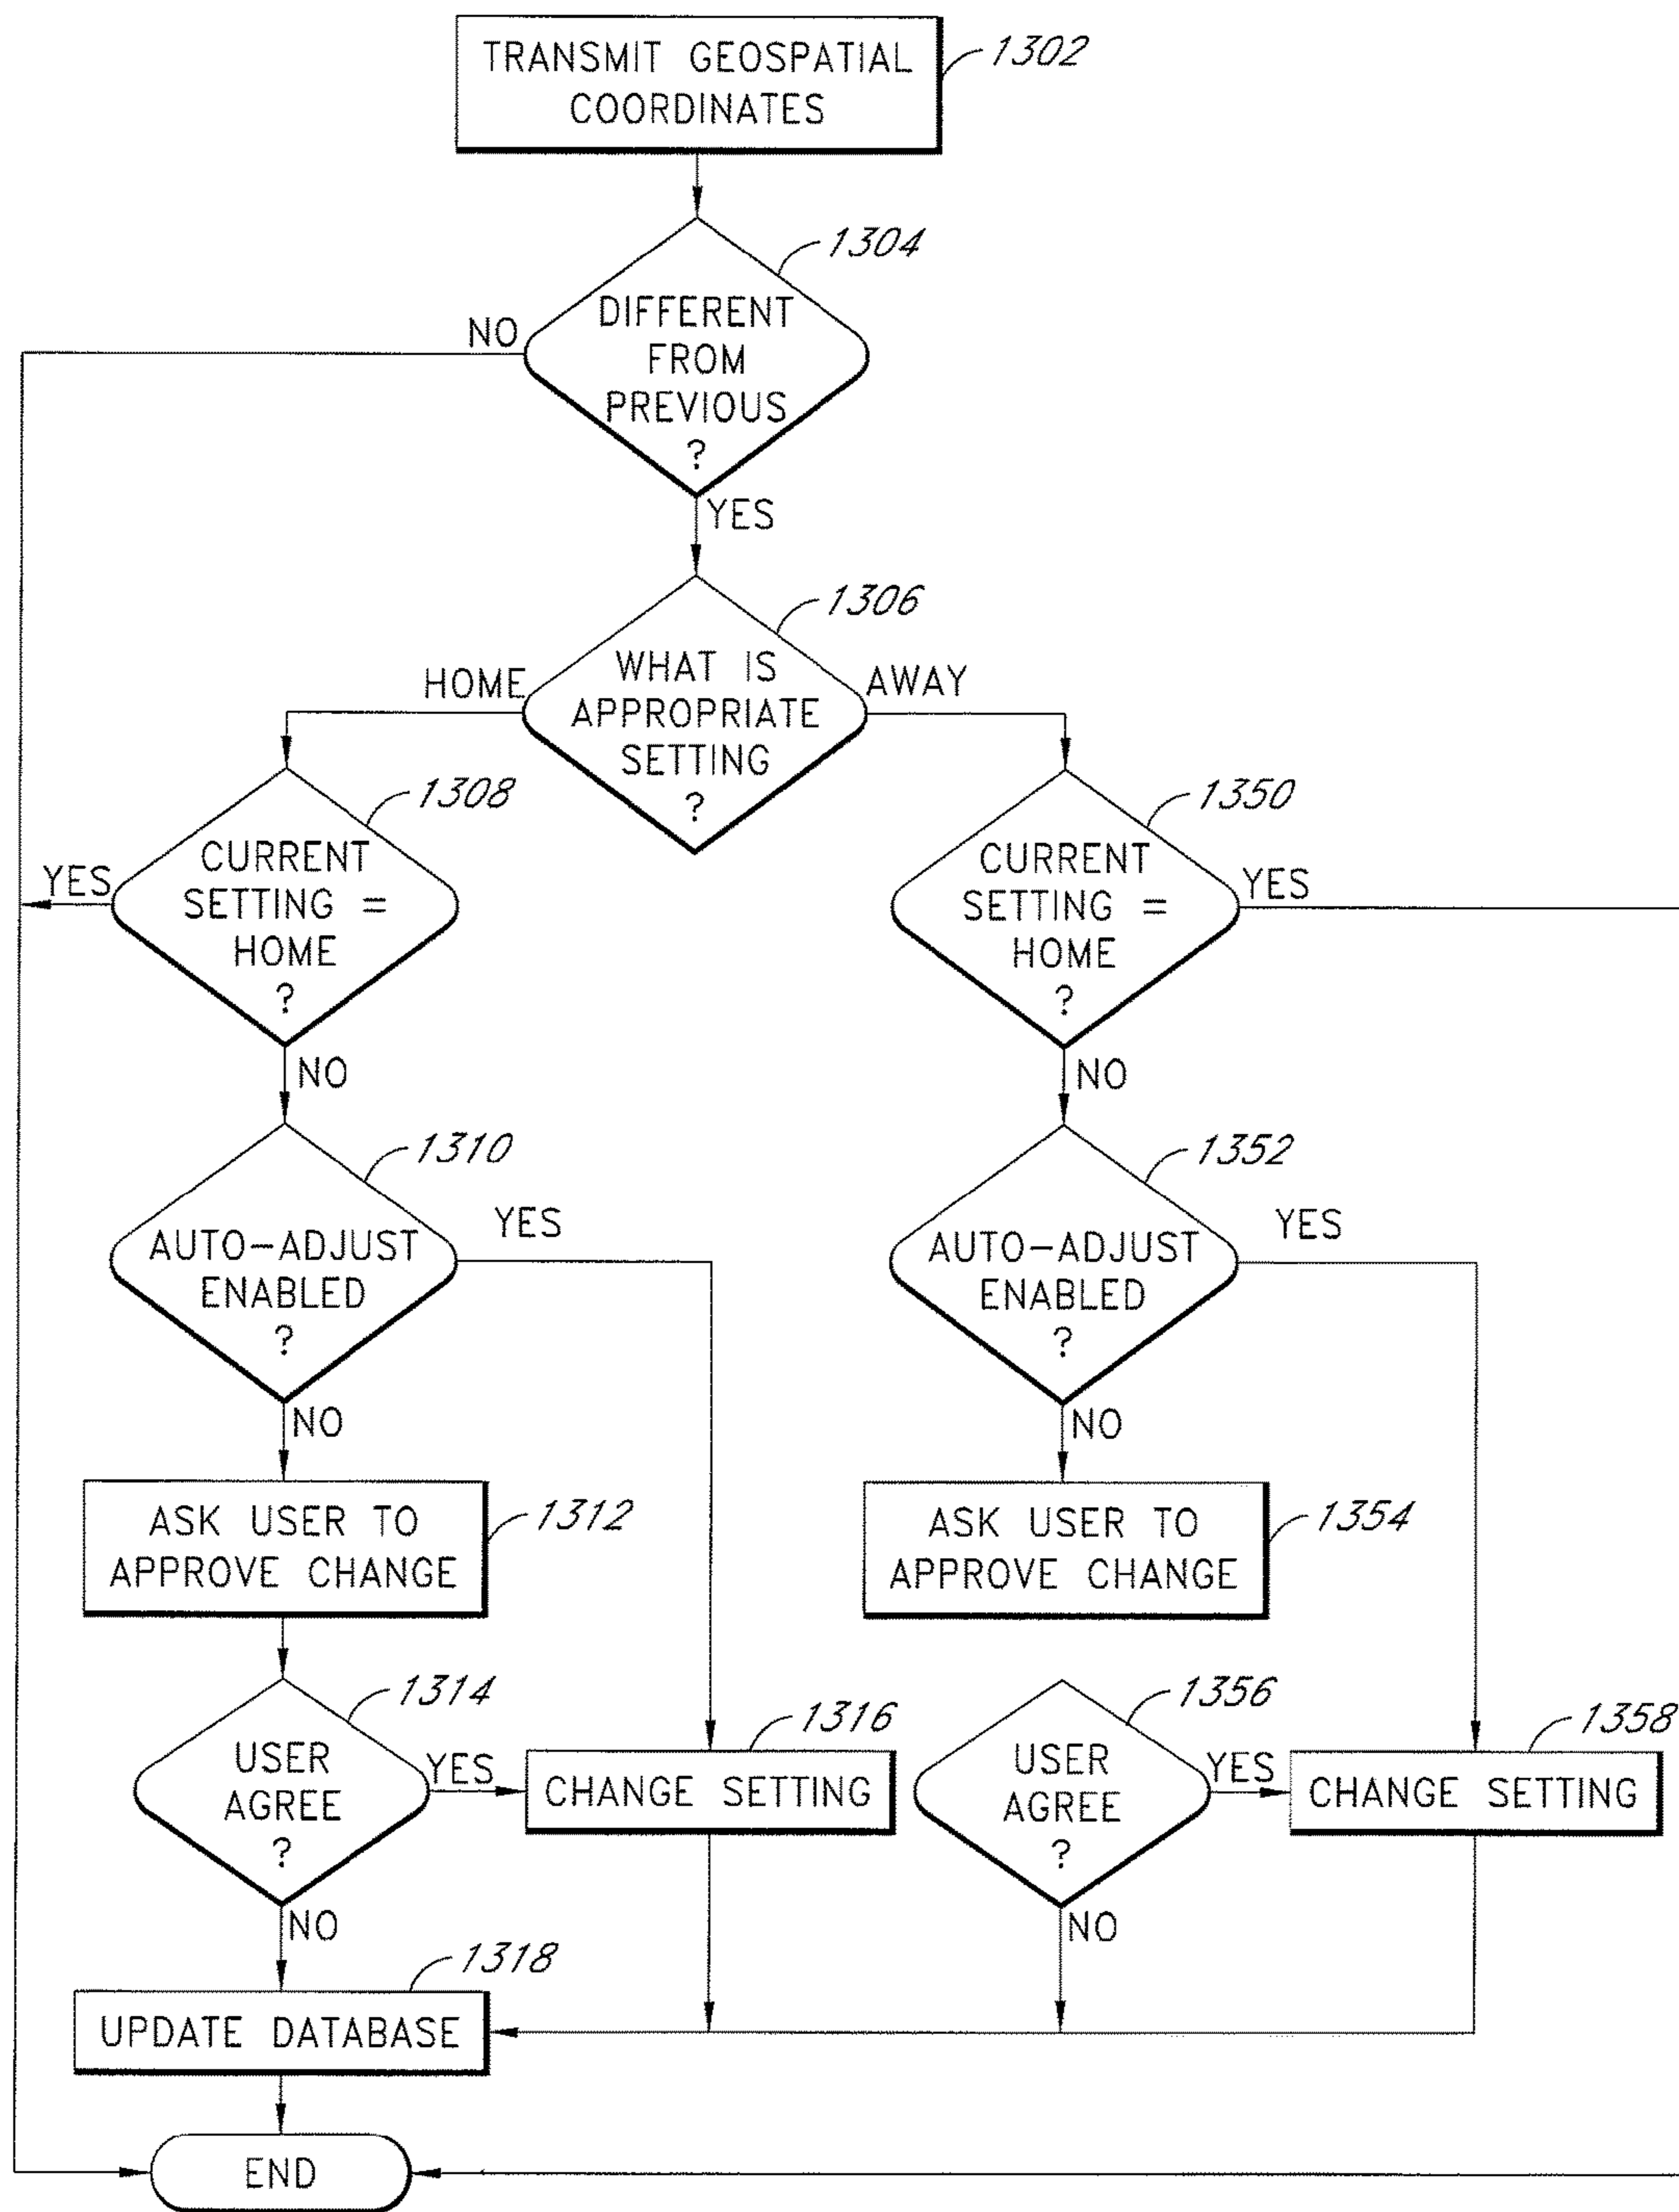 TRANSMIT GEOSPATIAL
COORDINATES
1302
1304
DIFFERENT
FROM
PREVIOUS
?
NO
YES
1306
WHAT IS
APPROPRIATE
SETTING
?
HOME
AWAY
1308
CURRENT
SETTING =
HOME
?
YES
NO
1350
CURRENT
SETTING =
HOME
?
YES
NO
1310
AUTO-ADJUST
ENABLED
?
YES
NO
1352
AUTO-ADJUST
ENABLED
?
YES
NO
ASK USER TO
APPROVE CHANGE
1312
ASK USER TO
APPROVE CHANGE
1354
1314
USER
AGREE
?
YES
NO
1316
CHANGE SETTING
1356
USER
AGREE
?
YES
NO
1358
CHANGE SETTING
1318
UPDATE DATABASE
END